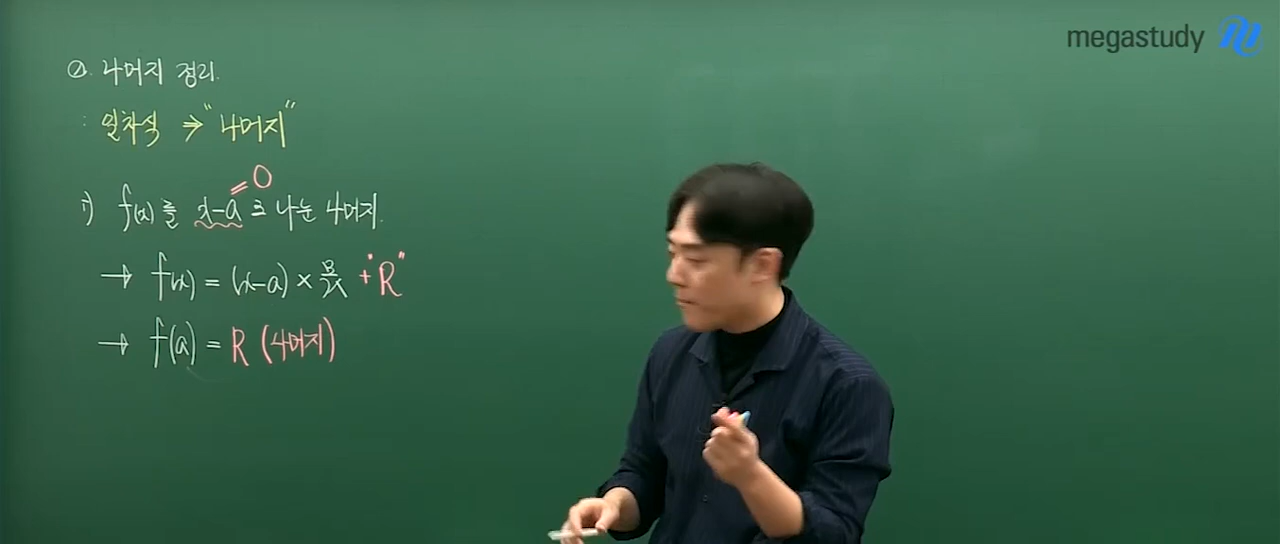 megastudy
② 나머지 정리.
: 일차식 ⇒ "나머지"
= 0
i) f(x)를 x-a로 나눈 나머지.
→ f(x) = (x-a) × 몫 + "R"
→ f(a) = R (나머지)